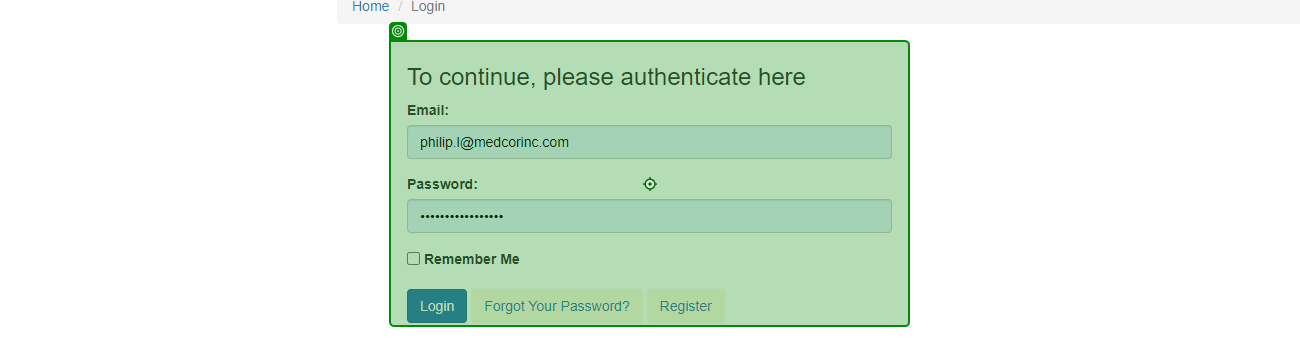 Home / Login
To continue, please authenticate here
Email:
philip.l@medcorinc.com
Password:
•••••••••••••••••
Remember Me
Login Forgot Your Password? Register